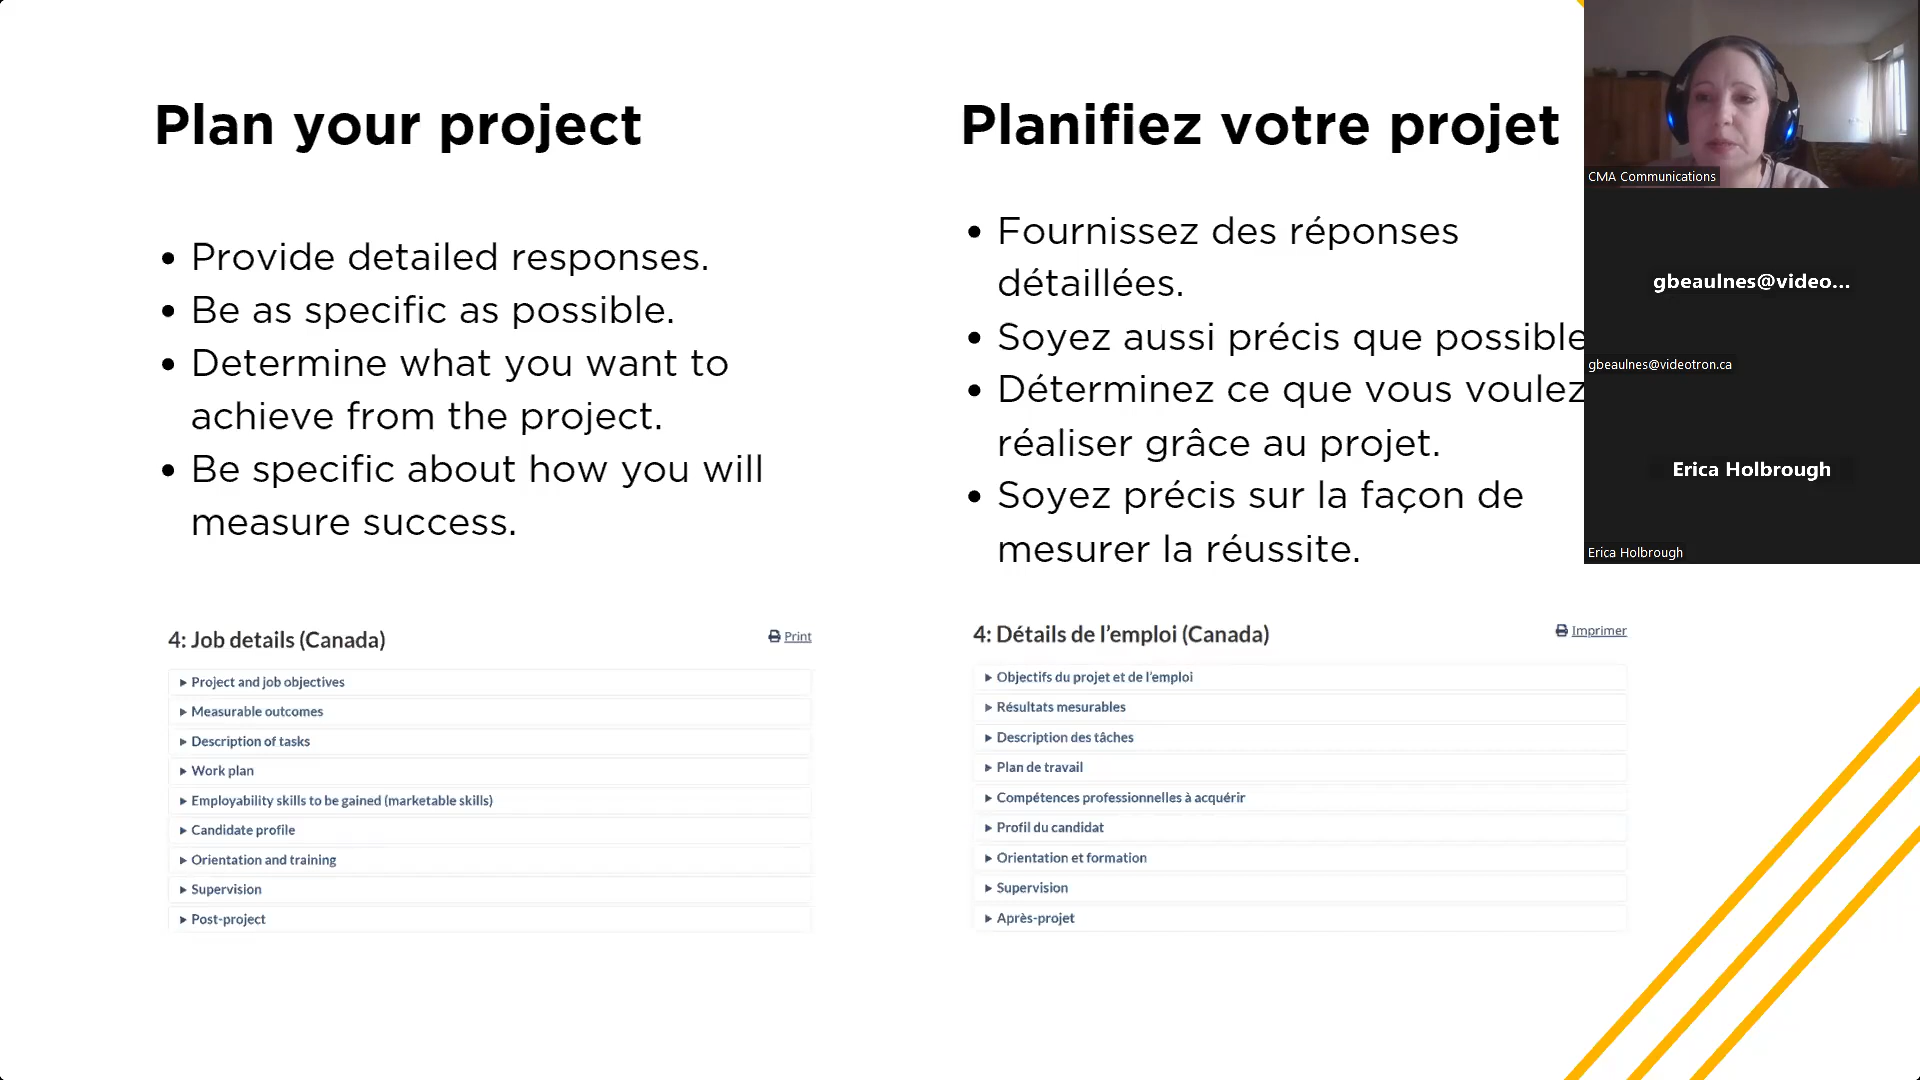 Plan your project
• Provide detailed responses.
• Be as specific as possible.
• Determine what you want to
achieve from the project.
• Be specific about how you will
measure success.
4: Job details (Canada)
Print
Project and job objectives
Measurable outcomes
Description of tasks
Work plan
Employability skills to be gained (marketable skills)
Candidate profile
Orientation and training
Supervision
Post-project
Planifiez votre projet
• Fournissez des réponses
détaillées.
• Soyez aussi précis que possible
• Déterminez ce que vous voulez
réaliser grâce au projet.
• Soyez précis sur la façon de
mesurer la réussite.
4: Détails de l’emploi (Canada)
Imprimer
Objectifs du projet et de l’emploi
Résultats mesurables
Description des tâches
Plan de travail
Compétences professionnelles à acquérir
Profil du candidat
Orientation et formation
Supervision
Après-projet
CMA Communications
gbeaulnes@video...
gbeaulnes@videotron.ca
Erica Holbrough
Erica Holbrough